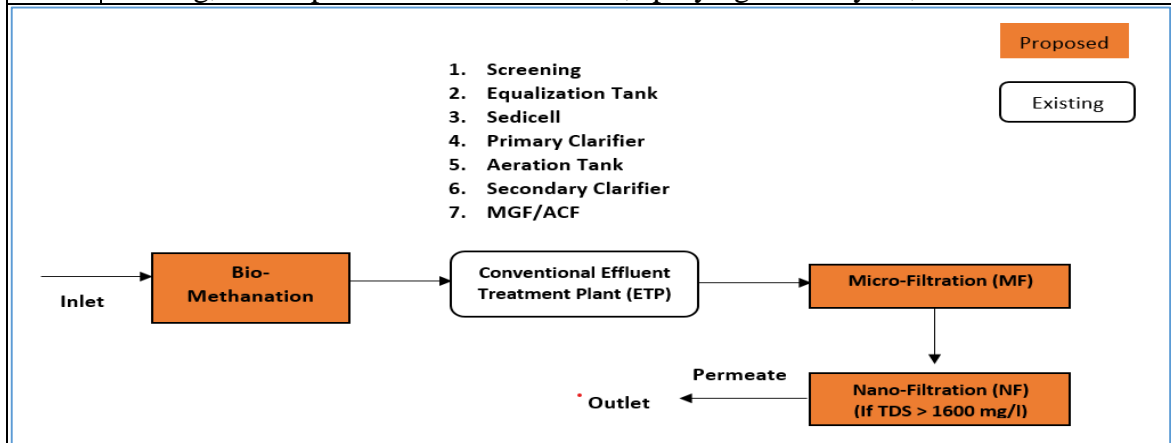 Proposed
Existing
1. Screening
2. Equalization Tank
3. Sedicell
4. Primary Clarifier
5. Aeration Tank
6. Secondary Clarifier
7. MGF/ACF
Inlet
Bio-
Methanation
Conventional Effluent
Treatment Plant (ETP)
Micro-Filtration (MF)
Nano-Filtration (NF)
(If TDS > 1600 mg/l)
Permeate
Outlet